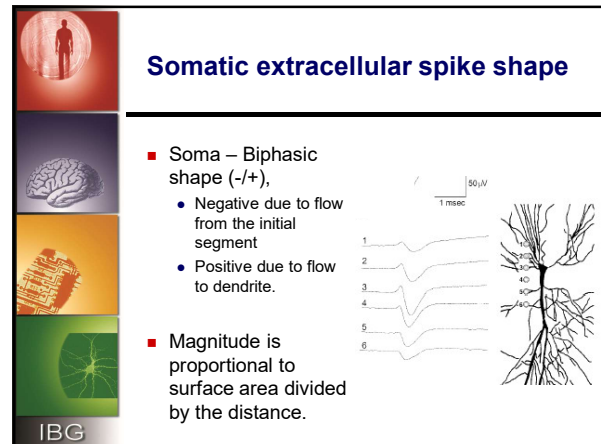 Somatic extracellular spike shape
■ Soma – Biphasic
shape (-/+),
• Negative due to flow
from the initial
segment
• Positive due to flow
to dendrite.
■ Magnitude is
proportional to
surface area divided
by the distance.
50 μV
1 msec
1
2
3
4
5
6
1
2
3
4
5
6
IBG